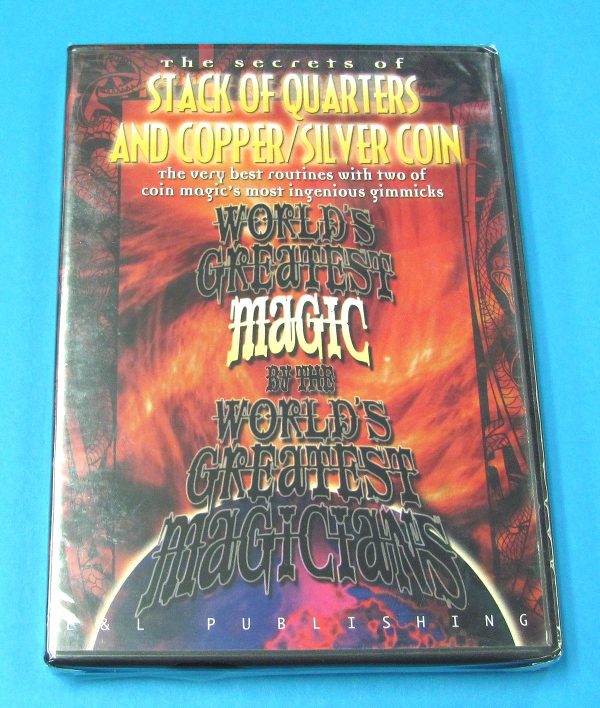 The secrets of
STACK OF QUARTERS
AND COPPER/SILVER COIN
The very best routines with two of
coin magic's most ingenious gimmicks
WORLD'S
GREATEST
MAGIC
BY THE
WORLD'S
GREATEST
MAGICIANS
L&L PUBLISHING